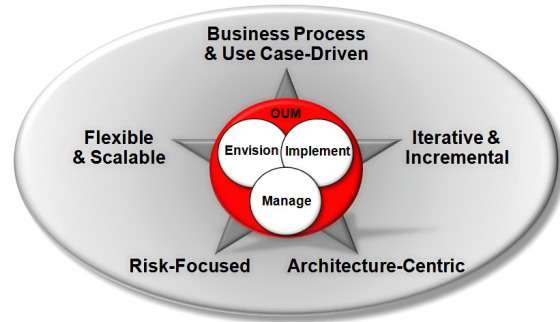 Business Process
& Use Case-Driven
OUM
Flexible
& Scalable
Envision
Implement
Iterative &
Incremental
Manage
Risk-Focused
Architecture-Centric